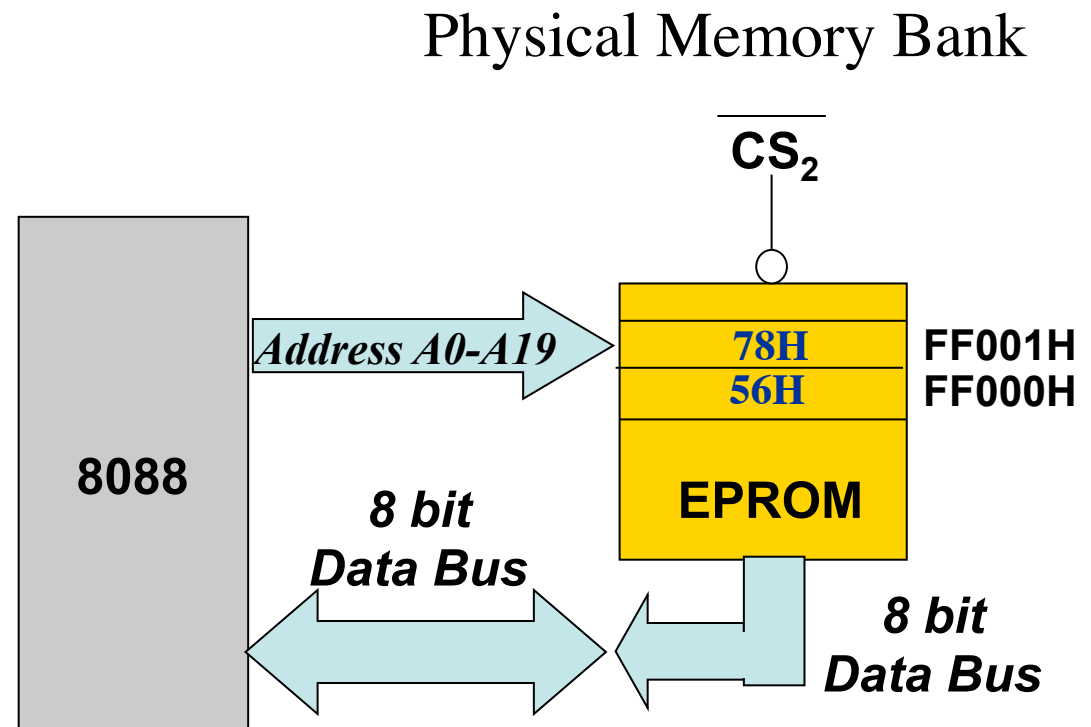 Physical Memory Bank
CS2
Address A0-A19
78H
FF001H
56H
FF000H
8088
EPROM
8 bit
Data Bus
8 bit
Data Bus